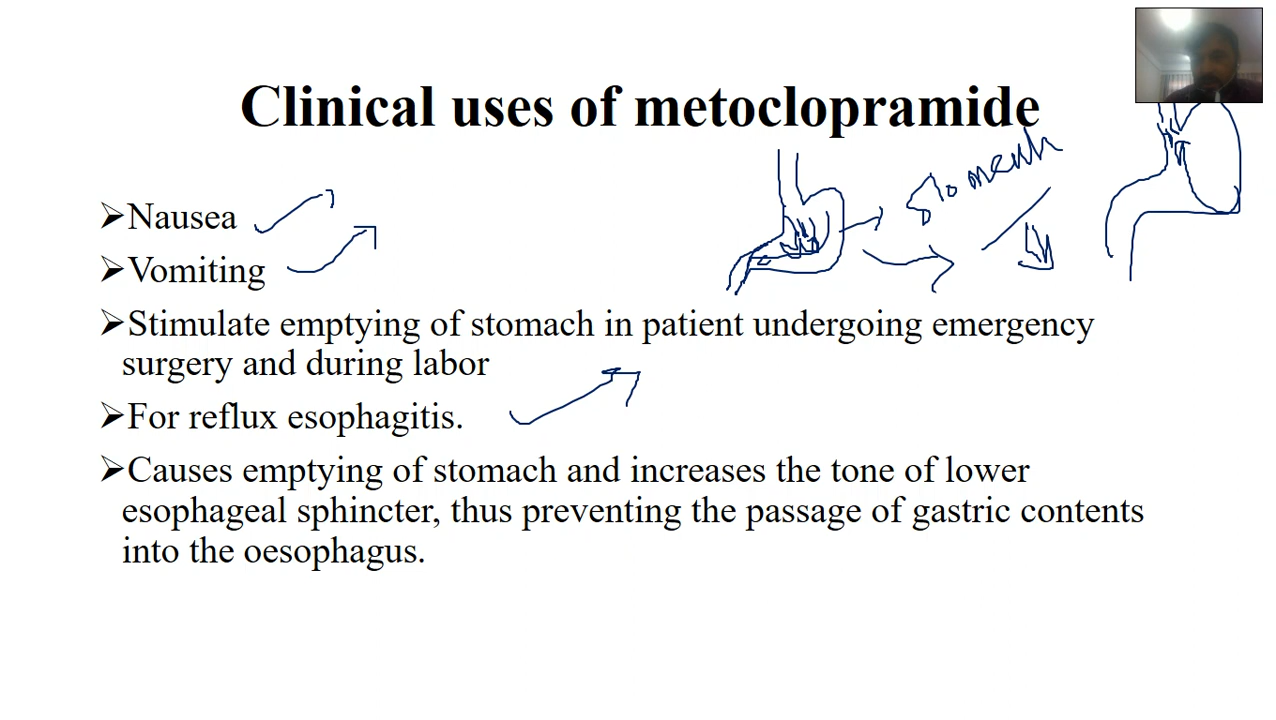 Clinical uses of metoclopramide
➢Nausea
➢Vomiting
➢Stimulate emptying of stomach in patient undergoing emergency
surgery and during labor
➢For reflux esophagitis.
➢Causes emptying of stomach and increases the tone of lower
esophageal sphincter, thus preventing the passage of gastric contents
into the oesophagus.